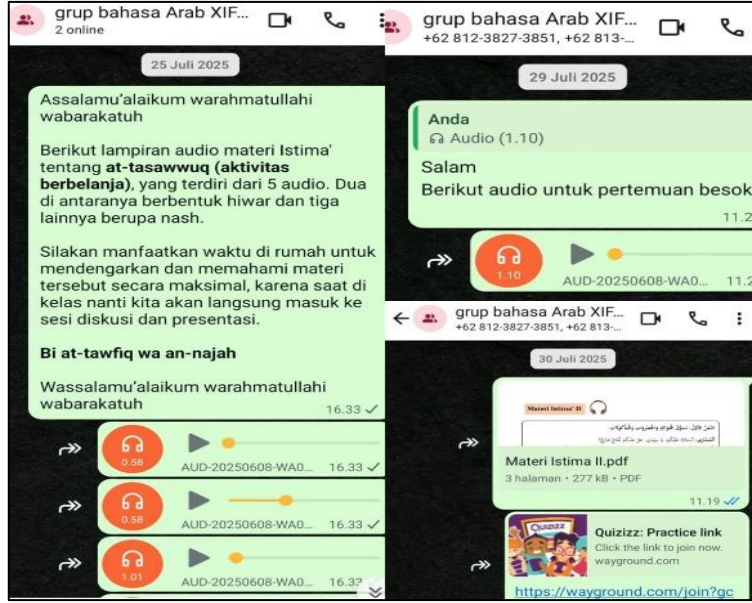 grup bahasa Arab XIF...
2 online
25 Juli 2025
Assalamu'alaikum warahmatullahi
wabarakatuh
Berikut lampiran audio materi Istima'
tentang at-tasawwuq (aktivitas
berbelanja), yang terdiri dari 5 audio. Dua
di antaranya berbentuk hiwar dan tiga
lainnya berupa nash.
Silakan manfaatkan waktu di rumah untuk
mendengarkan dan memahami materi
tersebut secara maksimal, karena saat di
kelas nanti kita akan langsung masuk ke
sesi diskusi dan presentasi.
Bi at-tawfiq wa an-najah
Wassalamu'alaikum warahmatullahi
wabarakatuh
16.33
0.58
AUD-20250608-WA0... 16.33
0.58
AUD-20250608-WA0... 16.33
1.01
AUD-20250608-WA0... 16.33
grup bahasa Arab XIF...
+62 812-3827-3851, +62 813-...
29 Juli 2025
Anda
Audio (1.10)
Salam
Berikut audio untuk pertemuan besok
11.2
1.10
AUD-20250608-WA0... 11.2
grup bahasa Arab XIF...
+62 812-3827-3851, +62 813-...
30 Juli 2025
Materi Istima' II
Materi Istima II.pdf
3 halaman • 277 kB • PDF
11.19
QUIZIZZ
Quizizz: Practice link
Click the link to join now.
wayground.com
https://wayground.com/join?gc